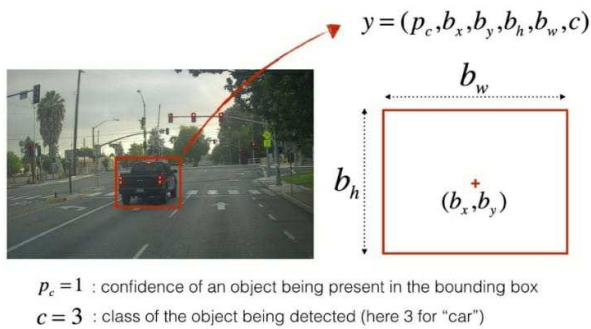 y = (p_c, b_x, b_y, b_h, b_w, c)
b_w
b_h
(b_x, b_y)
p_c = 1 : confidence of an object being present in the bounding box
c = 3 : class of the object being detected (here 3 for “car”)